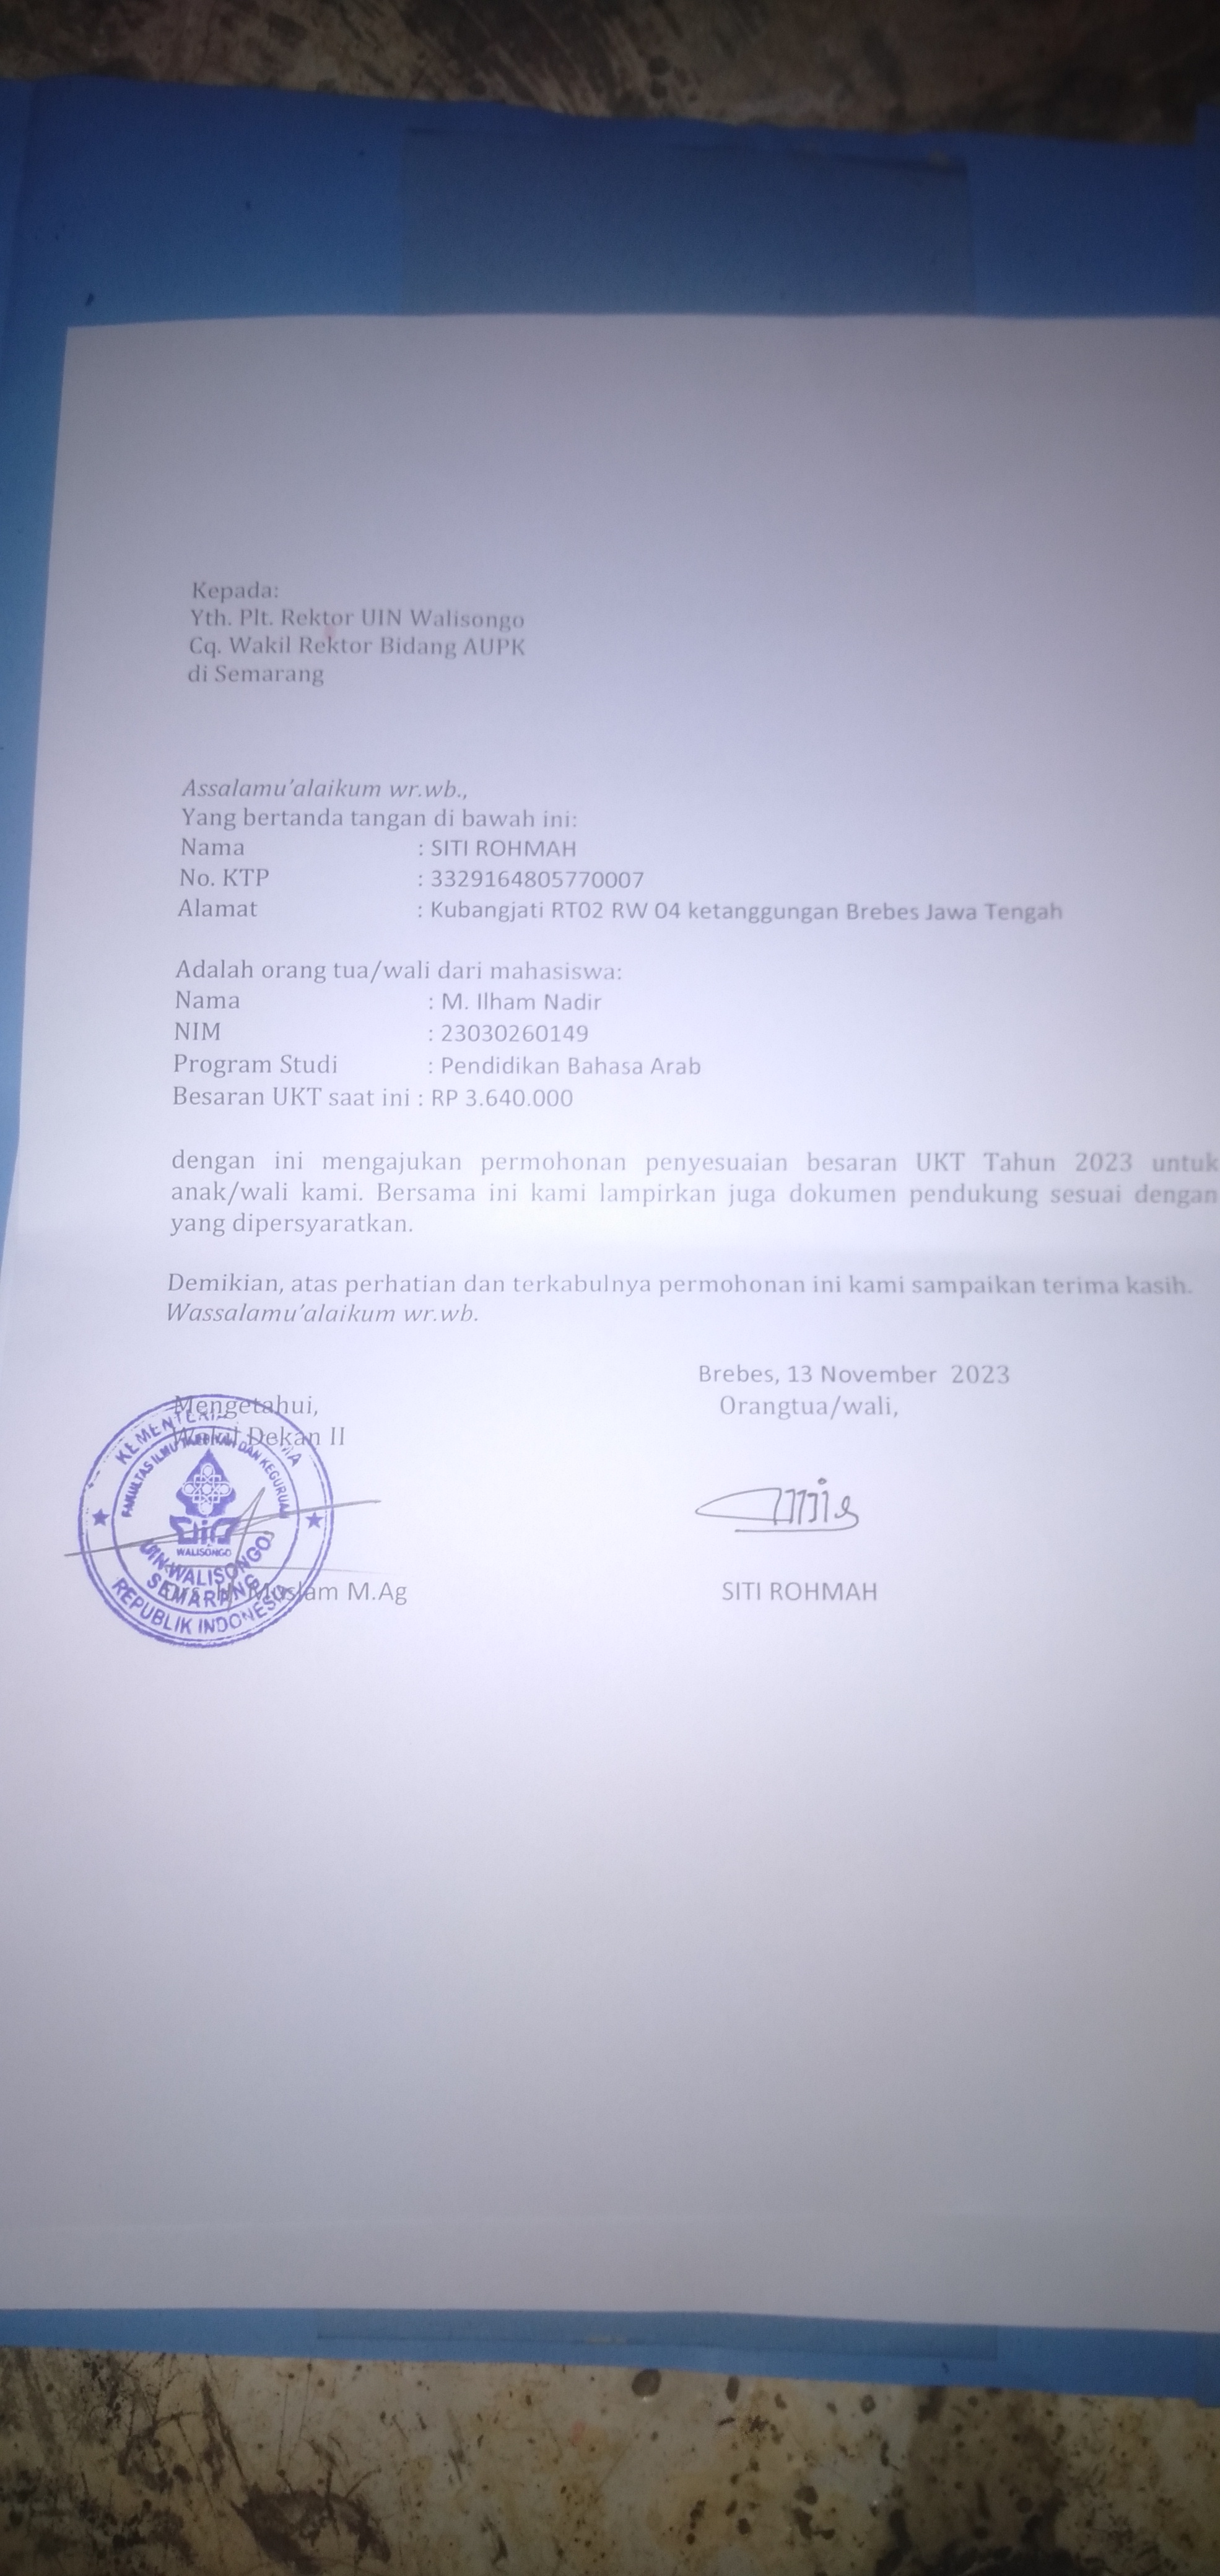 Kepada:
Yth. Plt. Rektor UIN Walisongo
Cq. Wakil Rektor Bidang AUPK
di Semarang
Assalamu'alaikum wr.wb.,
Yang bertanda tangan di bawah ini:
Nama : SITI ROHMAH
No. KTP : 3329164805770007
Alamat : Kubangjati RT02 RW 04 ketanggungan Brebes Jawa Tengah
Adalah orang tua/wali dari mahasiswa:
Nama : M. Ilham Nadir
NIM : 23030260149
Program Studi : Pendidikan Bahasa Arab
Besaran UKT saat ini : RP 3.640.000
dengan ini mengajukan permohonan penyesuaian besaran UKT Tahun 2023 untuk
anak/wali kami. Bersama ini kami lampirkan juga dokumen pendukung sesuai dengan
yang dipersyaratkan.
Demikian, atas perhatian dan terkabulnya permohonan ini kami sampaikan terima kasih.
Wassalamu'alaikum wr.wb.
Brebes, 13 November 2023
Mengetahui,
Wakil Dekan II
Orangtua/wali,
FAKULTAS ILMU DAN KEGURUAN
UIN
WALISONGO
UIN WALISONGO
SEMARANG
REPUBLIK INDONESIA
Muslam M.Ag
SITI ROHMAH